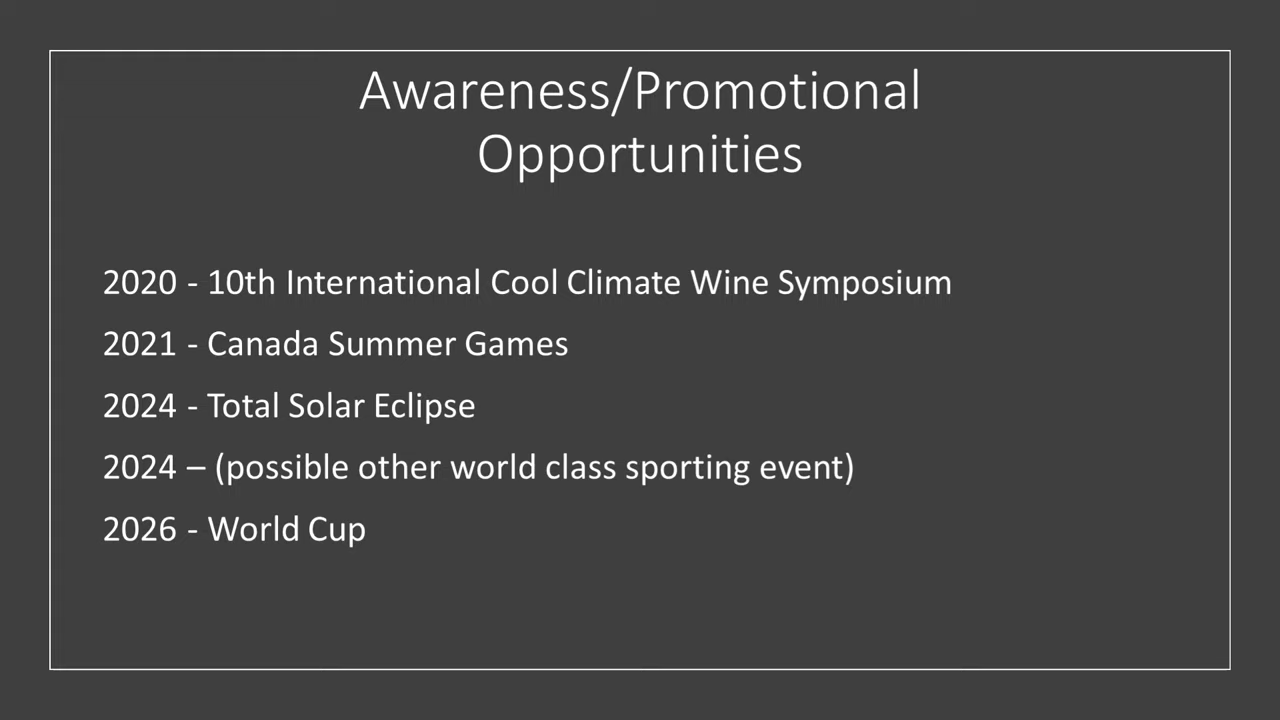 Awareness/Promotional
Opportunities
2020 - 10th International Cool Climate Wine Symposium
2021 - Canada Summer Games
2024 - Total Solar Eclipse
2024 – (possible other world class sporting event)
2026 - World Cup